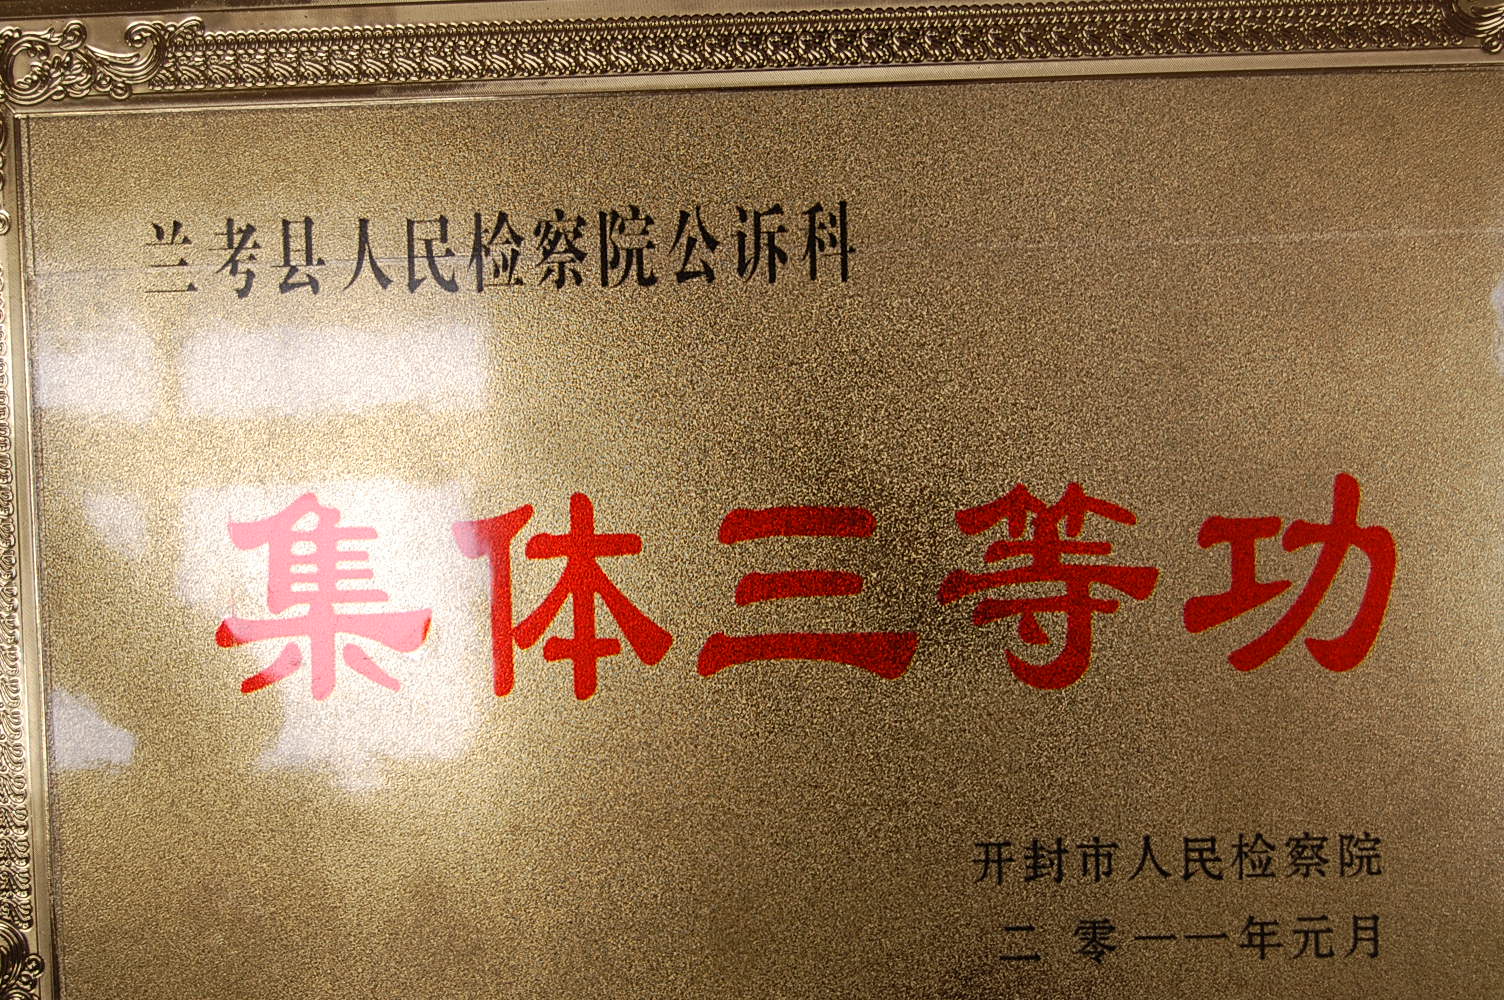 兰考县人民检察院公诉科
集体三等功
开封市人民检察院
二零一一年元月